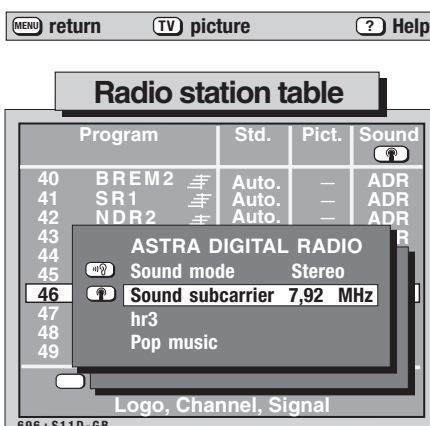 MENU return TV picture ? Help
Radio station table
Program Std. Pict. Sound
40 BREM2 Auto. – ADR
41 SR1 Auto. – ADR
42 NDR2 Auto. – ADR
43 R
44 ASTRA DIGITAL RADIO
45 Sound mode Stereo
46 Sound subcarrier 7,92 MHz
47 hr3
48 Pop music
49
Logo, Channel, Signal